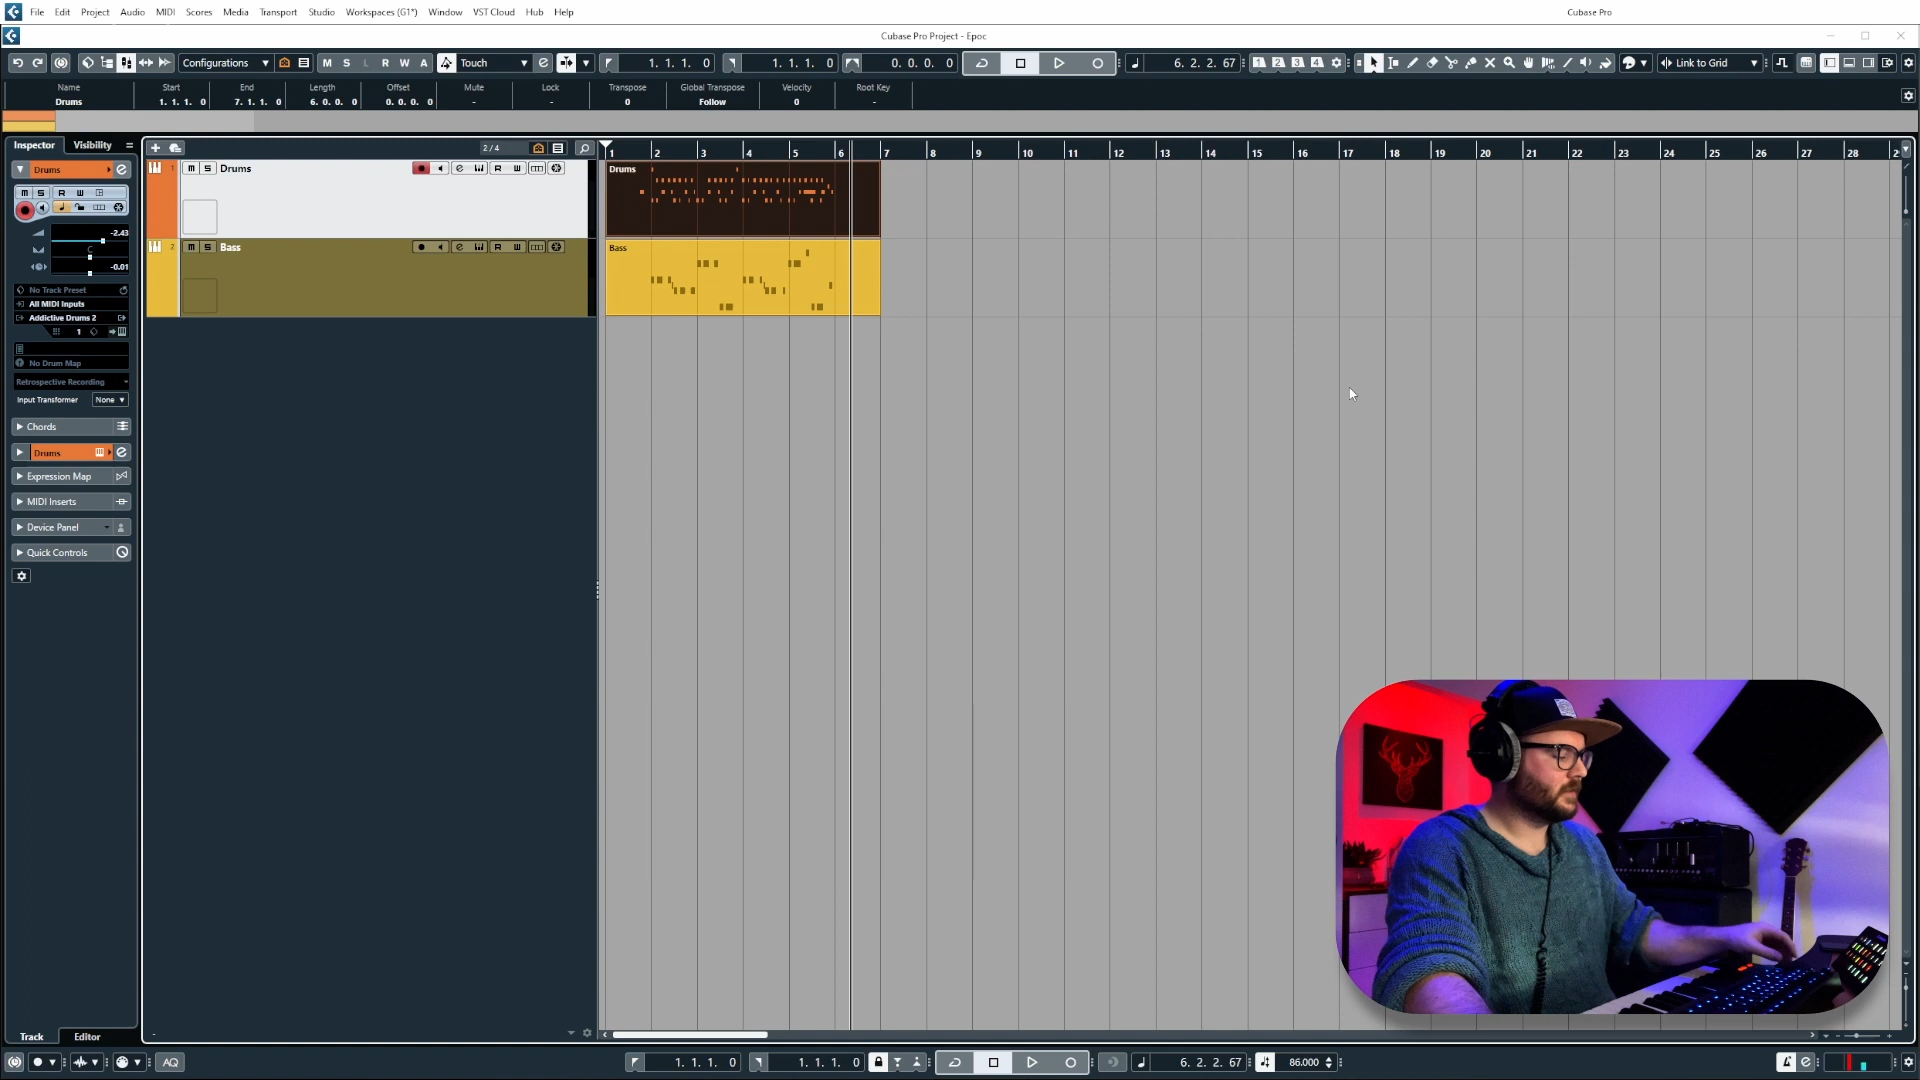 File Edit Project Audio MIDI Scores Media Transport Studio Workspaces (G1*) Window VST Cloud Hub Help Cubase Pro
Cubase Pro Project - Epoc
Configurations M S L R W A Touch 1. 1. 1. 0 1. 1. 1. 0 0. 0. 0. 0 6. 2. 2. 67 1 2 3 4 Link to Grid
Name Start End Length Offset Mute Lock Transpose Global Transpose Velocity Root Key
Drums 1. 1. 1. 0 7. 1. 1. 0 6. 0. 0. 0 0. 0. 0. 0 - - 0 Follow 0 -
Inspector Visibility 2 / 4 1 2 3 4 5 6 7 8 9 10 11 12 13 14 15 16 17 18 19 20 21 22 23 24 25 26 27 28 2
Drums 1 M S Drums R W Drums
M S R W
-2.43
C
-0.01
2 M S Bass R W Bass
No Track Preset
All MIDI Inputs
Addictive Drums 2
1
No Drum Map
Retrospective Recording
Input Transformer None
Chords
Drums
Expression Map
MIDI Inserts
Device Panel
Quick Controls
Track Editor
AQ 1. 1. 1. 0 1. 1. 1. 0 6. 2. 2. 67 86.000